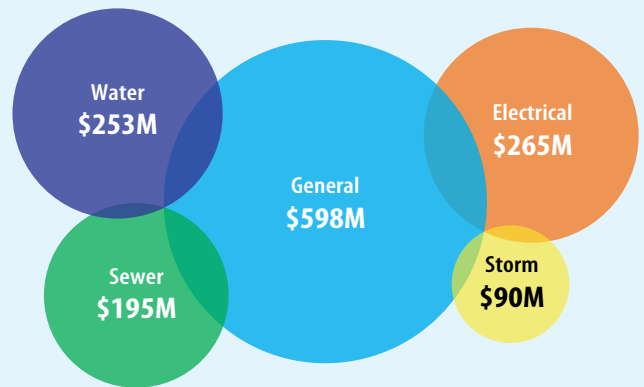 Water
$253M
General
$598M
Electrical
$265M
Sewer
$195M
Storm
$90M